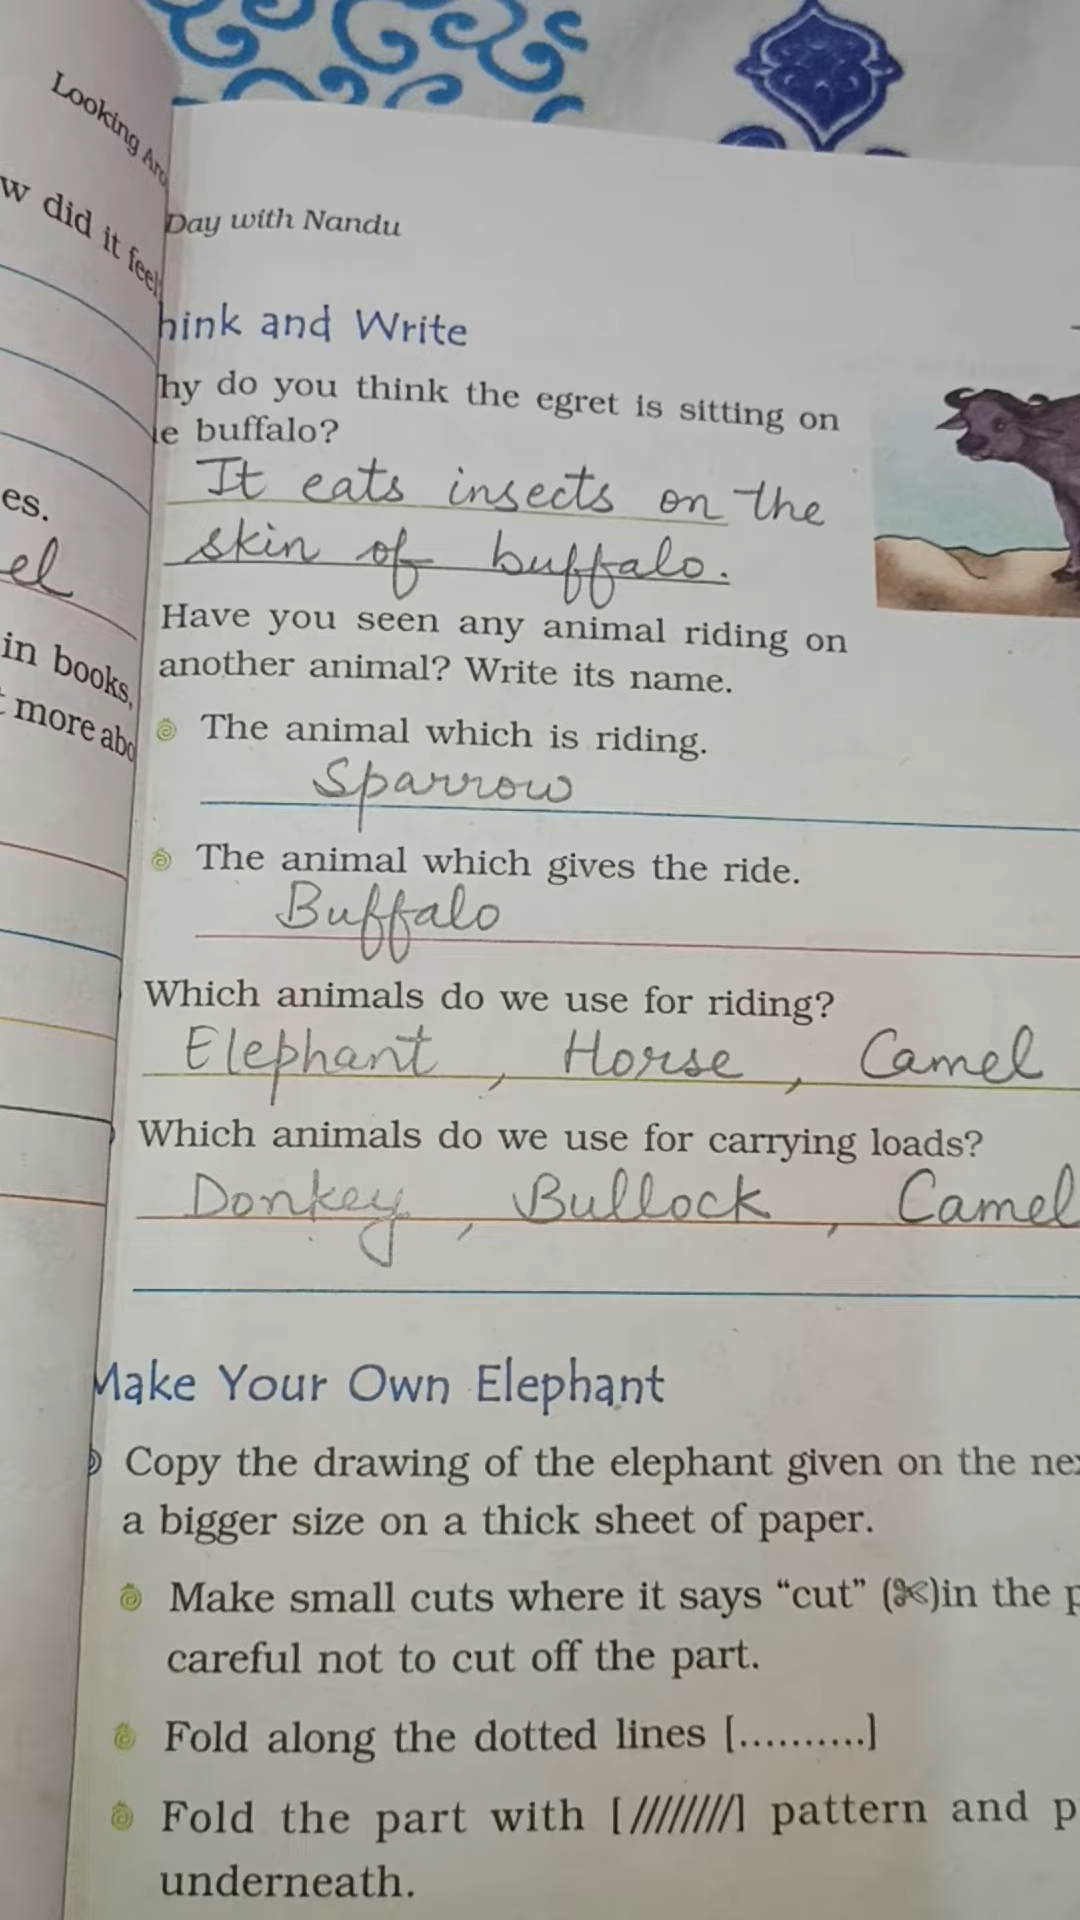 Looking Aro
w did it feel
es.
el
in books,
more abo
Day with Nandu
hink and Write
hy do you think the egret is sitting on
e buffalo?
It eats insects on the
skin of buffalo.
Have you seen any animal riding on
another animal? Write its name.
The animal which is riding.
Sparrow
The animal which gives the ride.
Buffalo
Which animals do we use for riding?
Elephant , Horse , Camel
Which animals do we use for carrying loads?
Donkey , Bullock , Camel
Make Your Own Elephant
Copy the drawing of the elephant given on the nex
a bigger size on a thick sheet of paper.
Make small cuts where it says “cut” (✂)in the p
careful not to cut off the part.
Fold along the dotted lines [..........]
Fold the part with [////////] pattern and p
underneath.